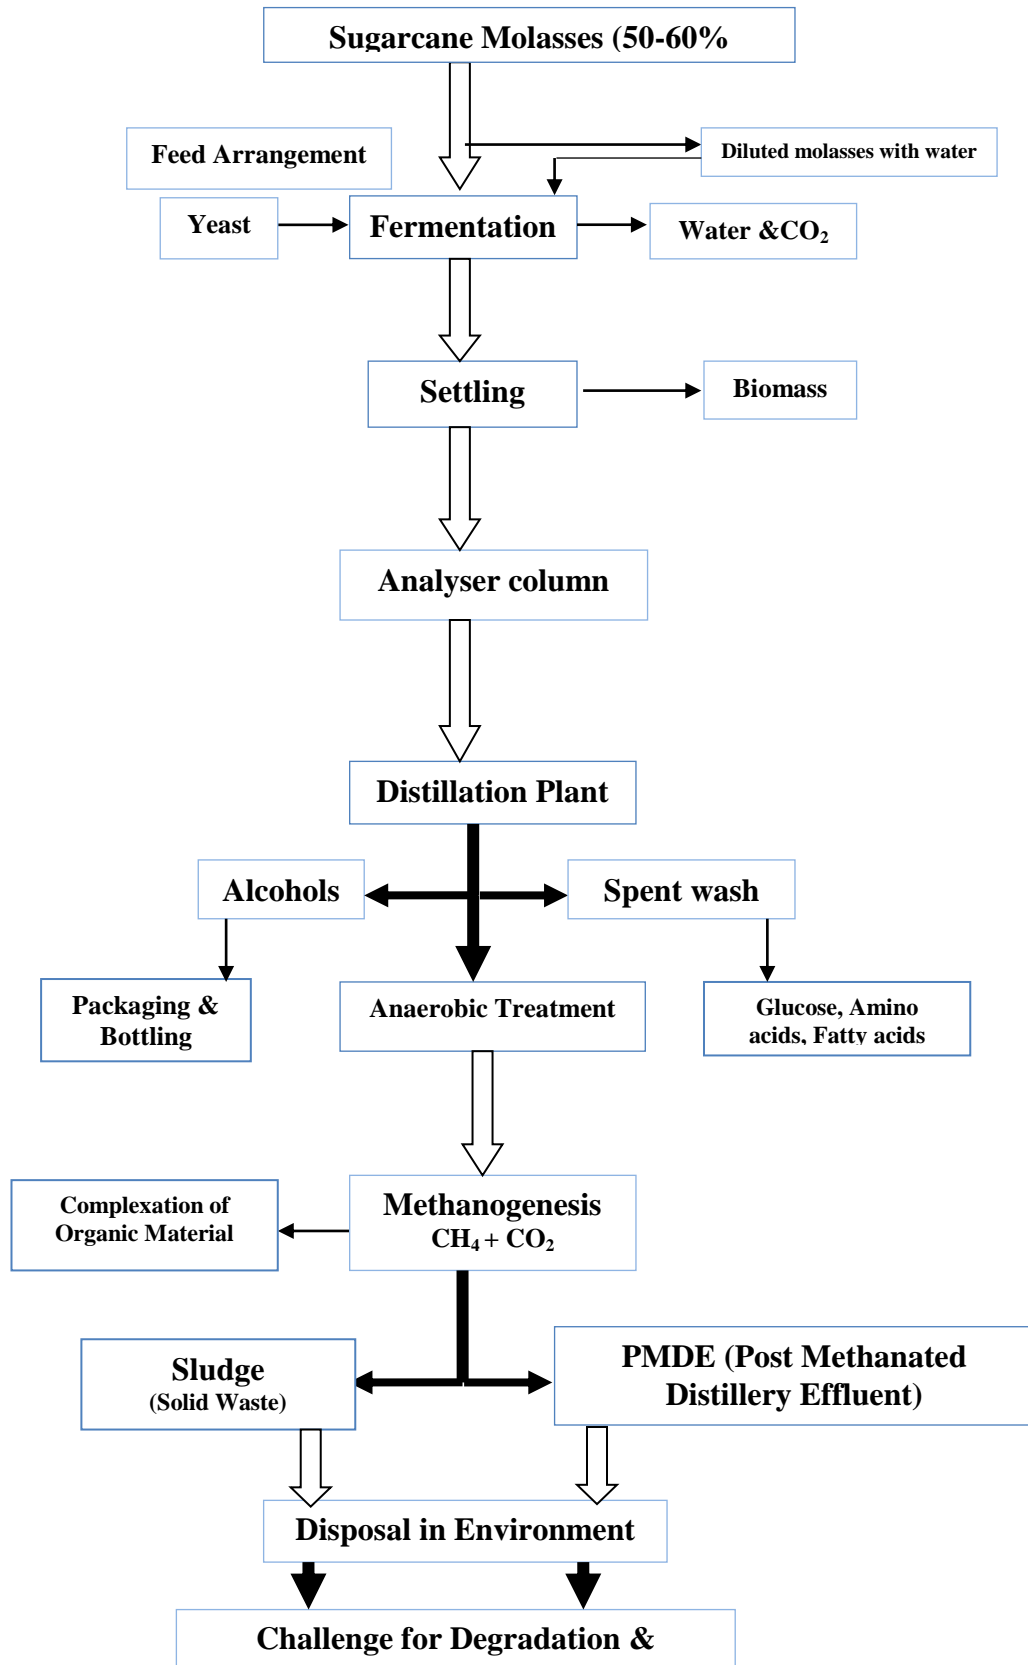 Sugarcane Molasses (50-60%
Feed Arrangement
Diluted molasses with water
Yeast
Fermentation
Water &CO₂
Settling
Biomass
Analyser column
Distillation Plant
Alcohols
Spent wash
Packaging &
Bottling
Anaerobic Treatment
Glucose, Amino
acids, Fatty acids
Complexation of
Organic Material
Methanogenesis
CH₄ + CO₂
Sludge
(Solid Waste)
PMDE (Post Methanated
Distillery Effluent)
Disposal in Environment
Challenge for Degradation &